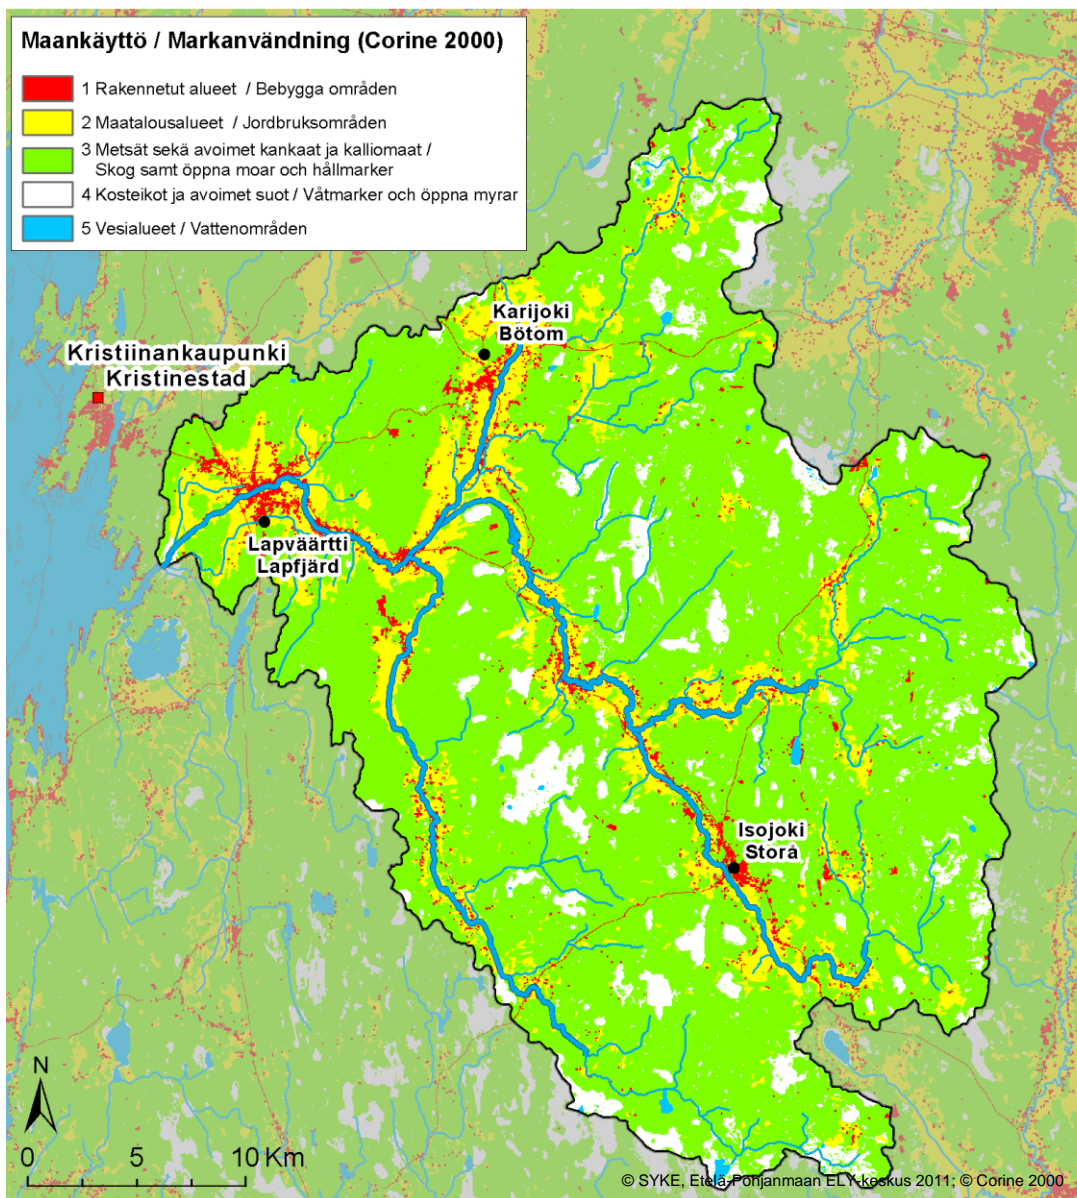 Maankäyttö / Markanvändning (Corine 2000)
1 Rakennetut alueet / Bebygga områden
2 Maatalousalueet / Jordbruksområden
3 Metsät sekä avoimet kankaat ja kalliomaat /
Skog samt öppna moar och hållmarker
4 Kosteikot ja avoimet suot / Våtmarker och öppna myrar
5 Vesialueet / Vattenområden
Karijoki
Bötom
Kristiinankaupunki
Kristinestad
Lapväärtti
Lapfjärd
Isojoki
Storå
N
0 5 10 Km
© SYKE, Etelä-Pohjanmaan ELY-keskus 2011; © Corine 2000